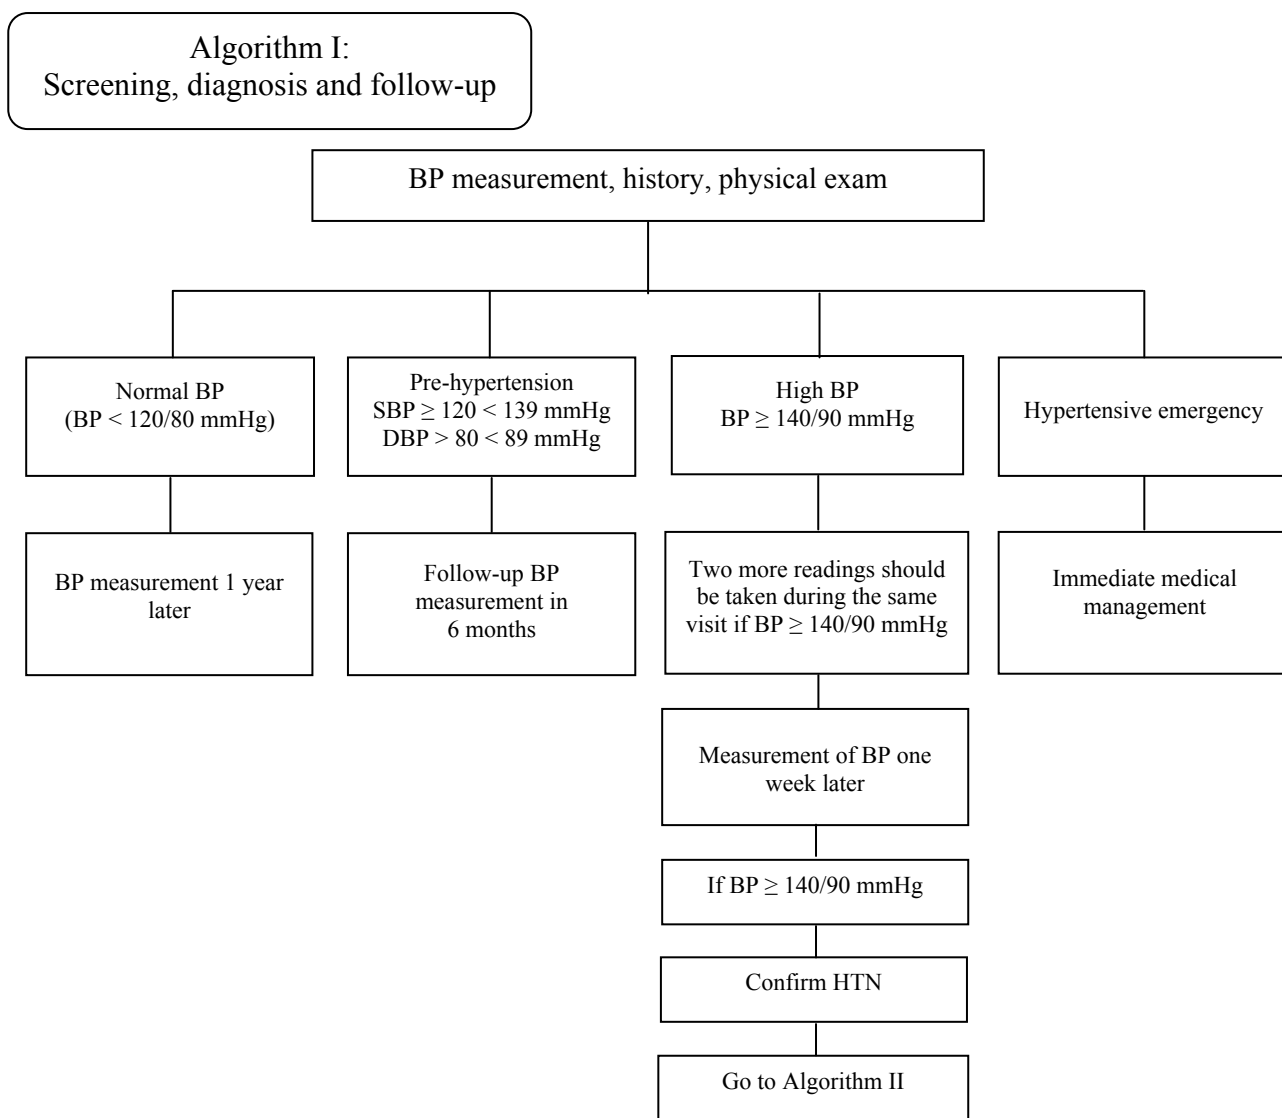 Algorithm I:
Screening, diagnosis and follow-up
BP measurement, history, physical exam
Normal BP
(BP < 120/80 mmHg)
Pre-hypertension
SBP ≥ 120 < 139 mmHg
DBP > 80 < 89 mmHg
High BP
BP ≥ 140/90 mmHg
Hypertensive emergency
BP measurement 1 year
later
Follow-up BP
measurement in
6 months
Two more readings should
be taken during the same
visit if BP ≥ 140/90 mmHg
Immediate medical
management
Measurement of BP one
week later
If BP ≥ 140/90 mmHg
Confirm HTN
Go to Algorithm II